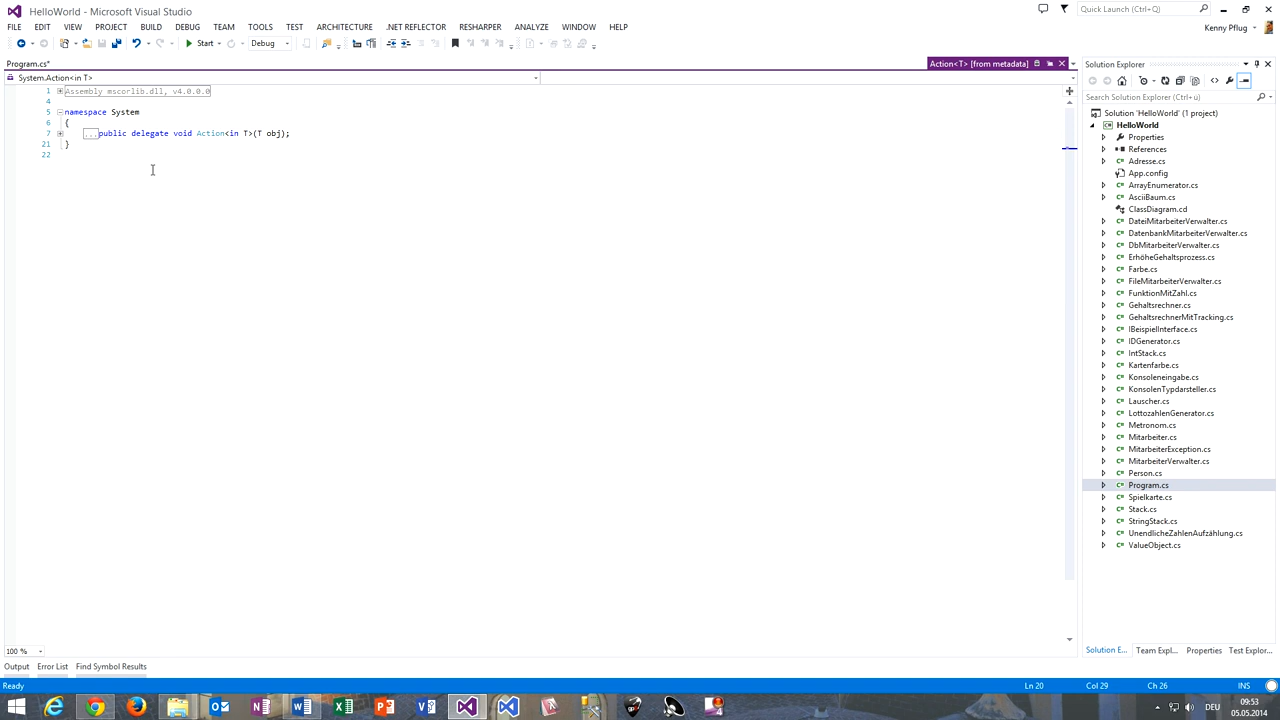 HelloWorld - Microsoft Visual Studio
Quick Launch (Ctrl+Q)
FILE EDIT VIEW PROJECT BUILD DEBUG TEAM TOOLS TEST ARCHITECTURE .NET REFLECTOR RESHARPER ANALYZE WINDOW HELP
Kenny Pflug
Start Debug
Program.cs*
Action<T> [from metadata]
Solution Explorer
System.Action<in T>
Search Solution Explorer (Ctrl+ü)
1 Assembly mscorlib.dll, v4.0.0.0
4
5 namespace System
6 {
7 ...public delegate void Action<in T>(T obj);
21 }
22
Solution 'HelloWorld' (1 project)
HelloWorld
Properties
References
Adresse.cs
App.config
ArrayEnumerator.cs
AsciiBaum.cs
ClassDiagram.cd
DateiMitarbeiterVerwalter.cs
DatenbankMitarbeiterVerwalter.cs
DbMitarbeiterVerwalter.cs
ErhöheGehaltsprozess.cs
Farbe.cs
FileMitarbeiterVerwalter.cs
FunktionMitZahl.cs
Gehaltsrechner.cs
GehaltsrechnerMitTracking.cs
IBeispielInterface.cs
IDGenerator.cs
IntStack.cs
Kartenfarbe.cs
Konsoleneingabe.cs
KonsolenTypdarsteller.cs
Lauscher.cs
LottozahlenGenerator.cs
Metronom.cs
Mitarbeiter.cs
MitarbeiterException.cs
MitarbeiterVerwalter.cs
Person.cs
Program.cs
Spielkarte.cs
Stack.cs
StringStack.cs
UnendlicheZahlenAufzählung.cs
ValueObject.cs
100 %
Solution E... Team Expl... Properties Test Explor...
Output Error List Find Symbol Results
Ready
Ln 20 Col 29 Ch 26 INS
DEU
09:53
05.05.2014